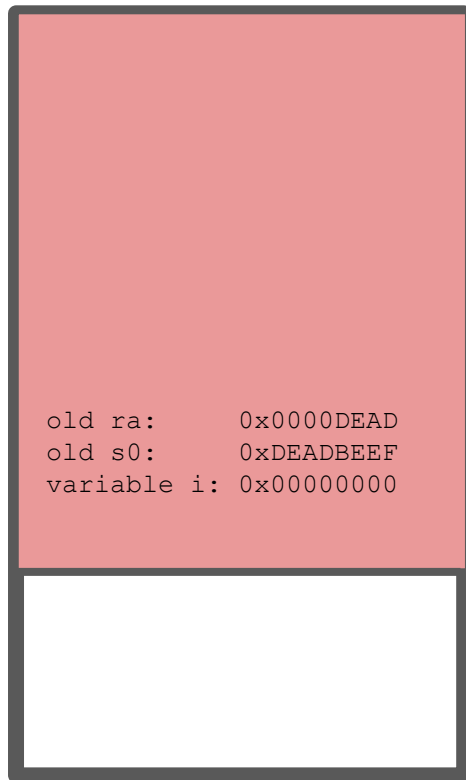 old ra: 0x0000DEAD
old s0: 0xDEADBEEF
variable i: 0x00000000